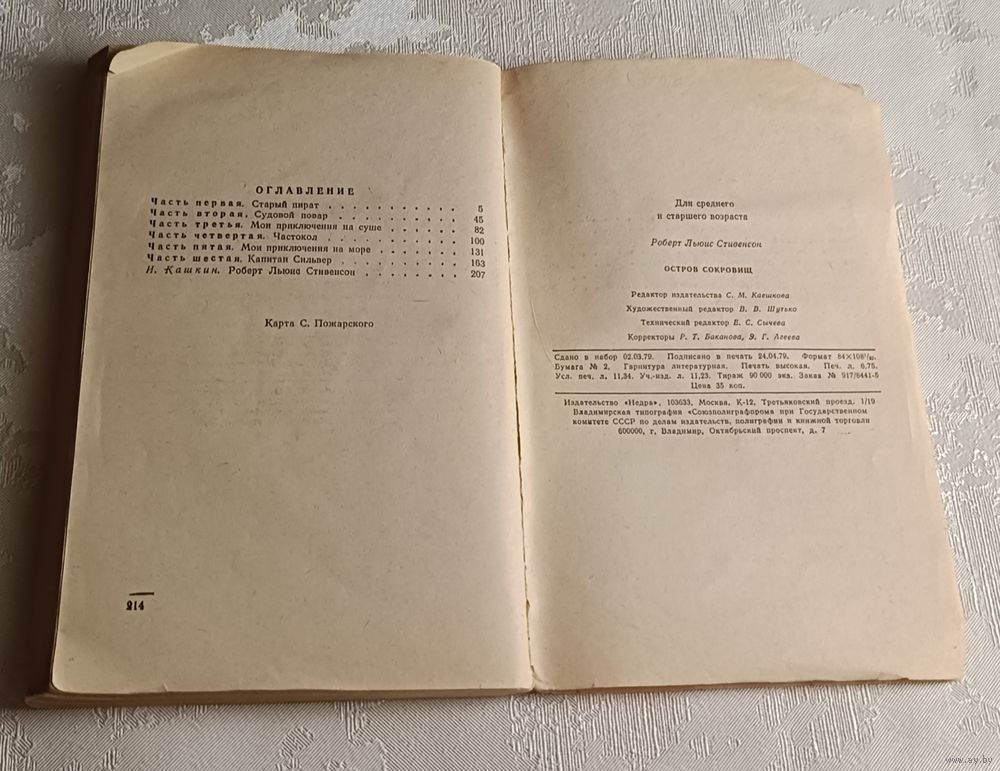 ОГЛАВЛЕНИЕ
Часть первая. Старый пират . . . . . . . . . . . 5
Часть вторая. Судовой повар . . . . . . . . . . 45
Часть третья. Мои приключения на суше . . . . . . 82
Часть четвертая. Частокол . . . . . . . . . . . 100
Часть пятая. Мои приключения на море . . . . . . 131
Часть шестая. Капитан Сильвер . . . . . . . . . 163
И. Кашкин. Роберт Льюис Стивенсон . . . . . . . 207
Карта С. Пожарского
214
Для среднего
и старшего возраста
Роберт Льюис Стивенсон
ОСТРОВ СОКРОВИЩ
Редактор издательства С. М. Каешкова
Художественный редактор В. В. Шутько
Технический редактор Е. С. Сычева
Корректоры Р. Т. Баканова, Э. Г. Агеева
Сдано в набор 02.03.79. Подписано в печать 24.04.79. Формат 84×108¹/₃₂.
Бумага № 2. Гарнитура литературная. Печать высокая. Печ. л. 6,75.
Усл. печ. л. 11,34. Уч.-изд. л. 11,23. Тираж 90 000 экз. Заказ № 917/8441-5
Цена 35 коп.
Издательство «Недра», 103633, Москва, К-12, Третьяковский проезд, 1/19
Владимирская типография «Союзполиграфпрома при Государственном
комитете СССР по делам издательств, полиграфии и книжной торговли
600000, г. Владимир, Октябрьский проспект, д. 7
www.ay.by